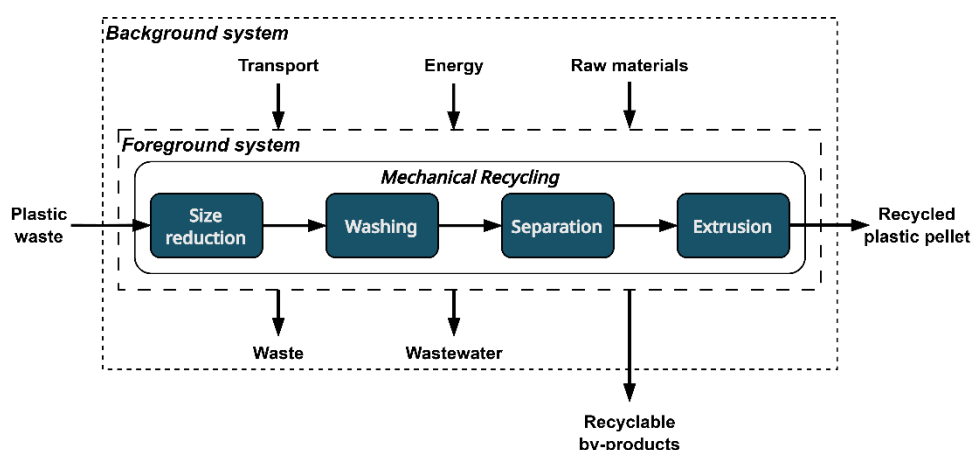 Background system
Transport
Energy
Raw materials
Foreground system
Mechanical Recycling
Plastic
waste
Size
reduction
Washing
Separation
Extrusion
Recycled
plastic pellet
Waste
Wastewater
Recyclable
by-products